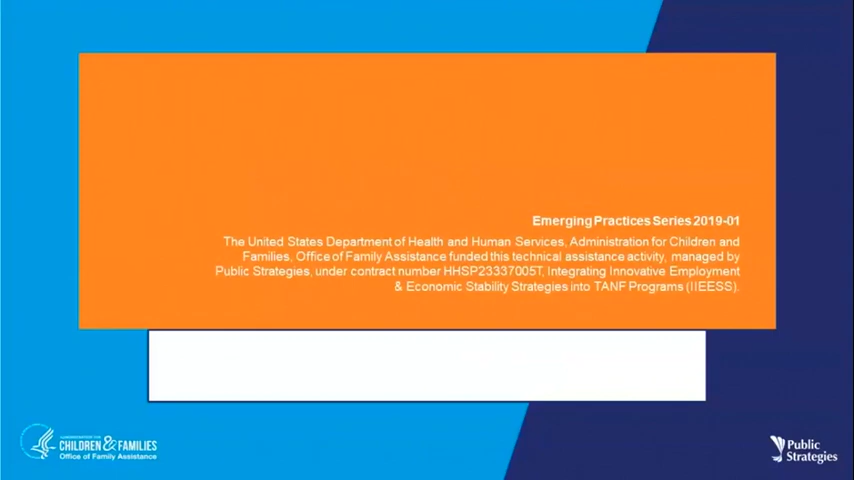 Emerging Practices Series 2019-01
The United States Department of Health and Human Services, Administration for Children and
Families, Office of Family Assistance funded this technical assistance activity, managed by
Public Strategies, under contract number HHSP23337005T, Integrating Innovative Employment
& Economic Stability Strategies into TANF Programs (IIEESS).
CHILDREN & FAMILIES
Office of Family Assistance
Public
Strategies